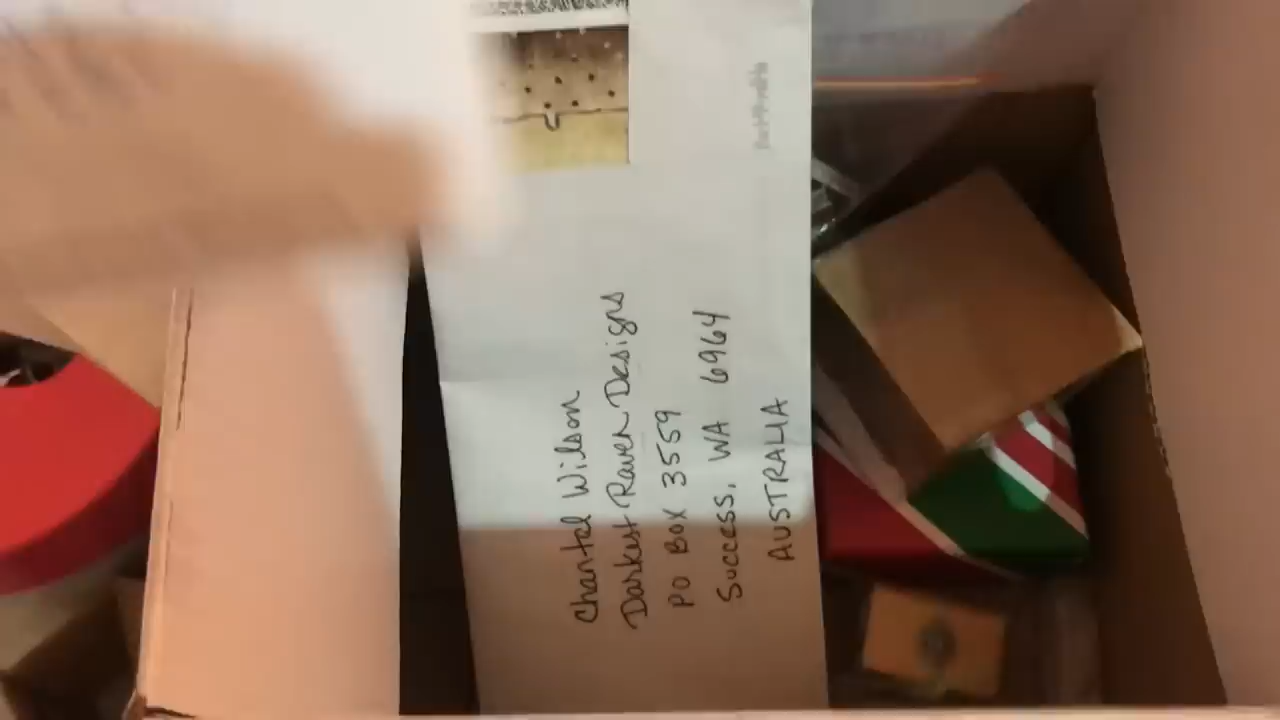 Chantal Wilson
Darkest Raven Designs
PO BOX 3559
Success, WA 6964
AUSTRALIA